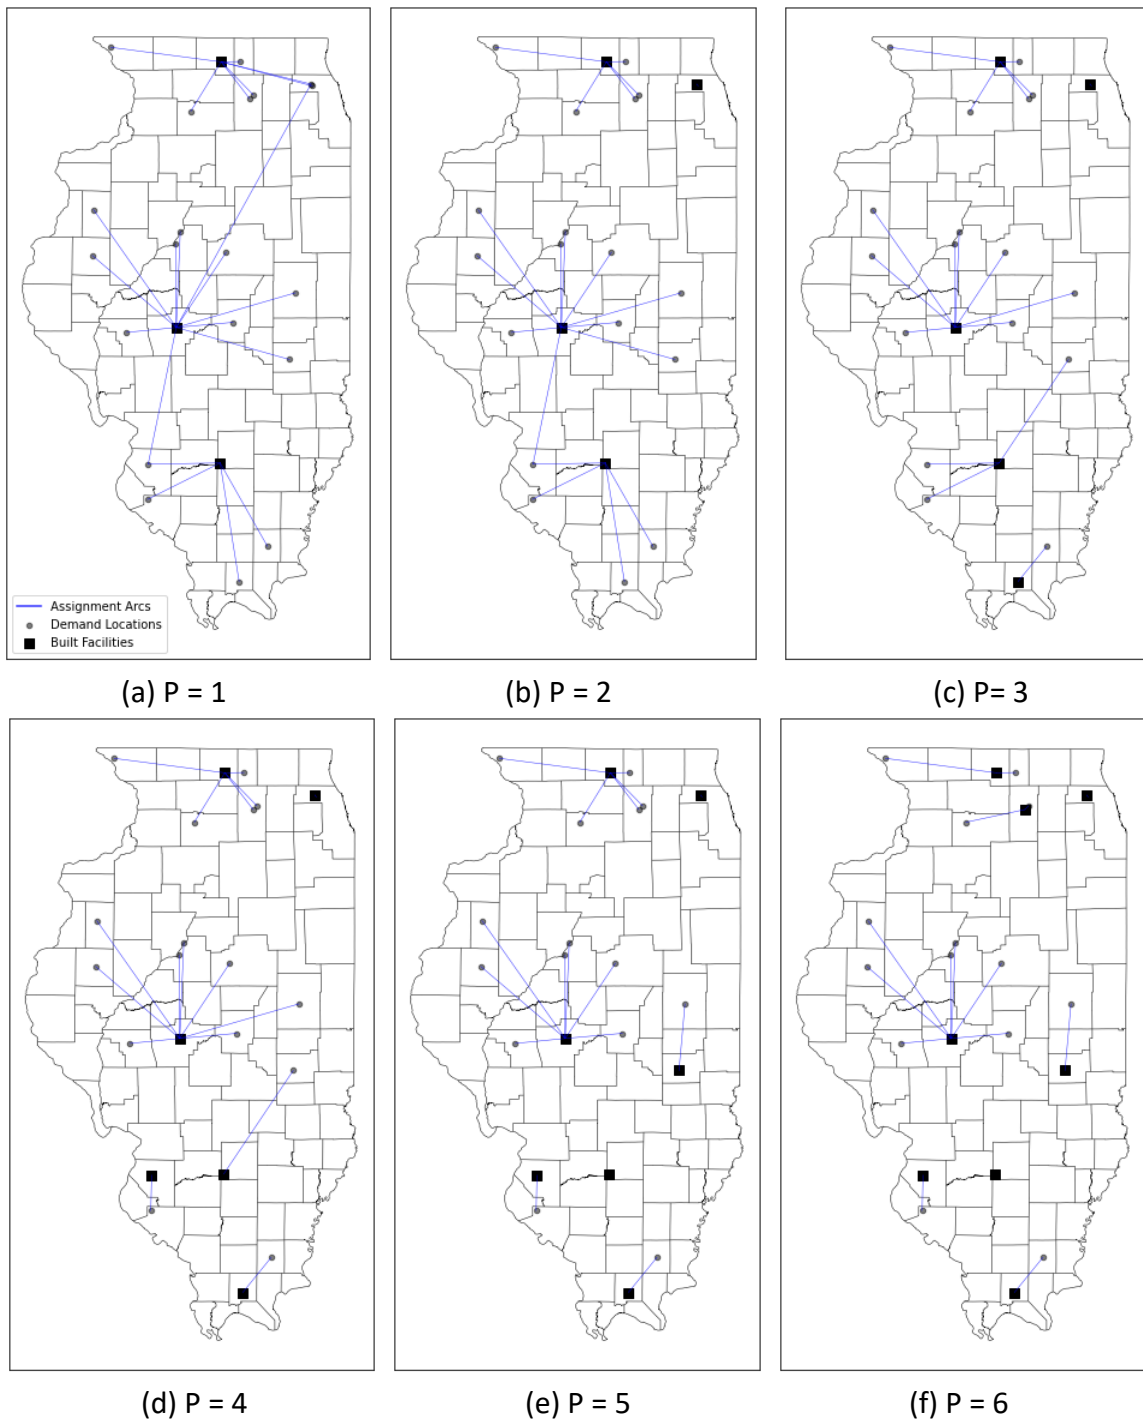 Assignment Arcs
Demand Locations
Built Facilities
(a) P = 1
(b) P = 2
(c) P= 3
(d) P = 4
(e) P = 5
(f) P = 6